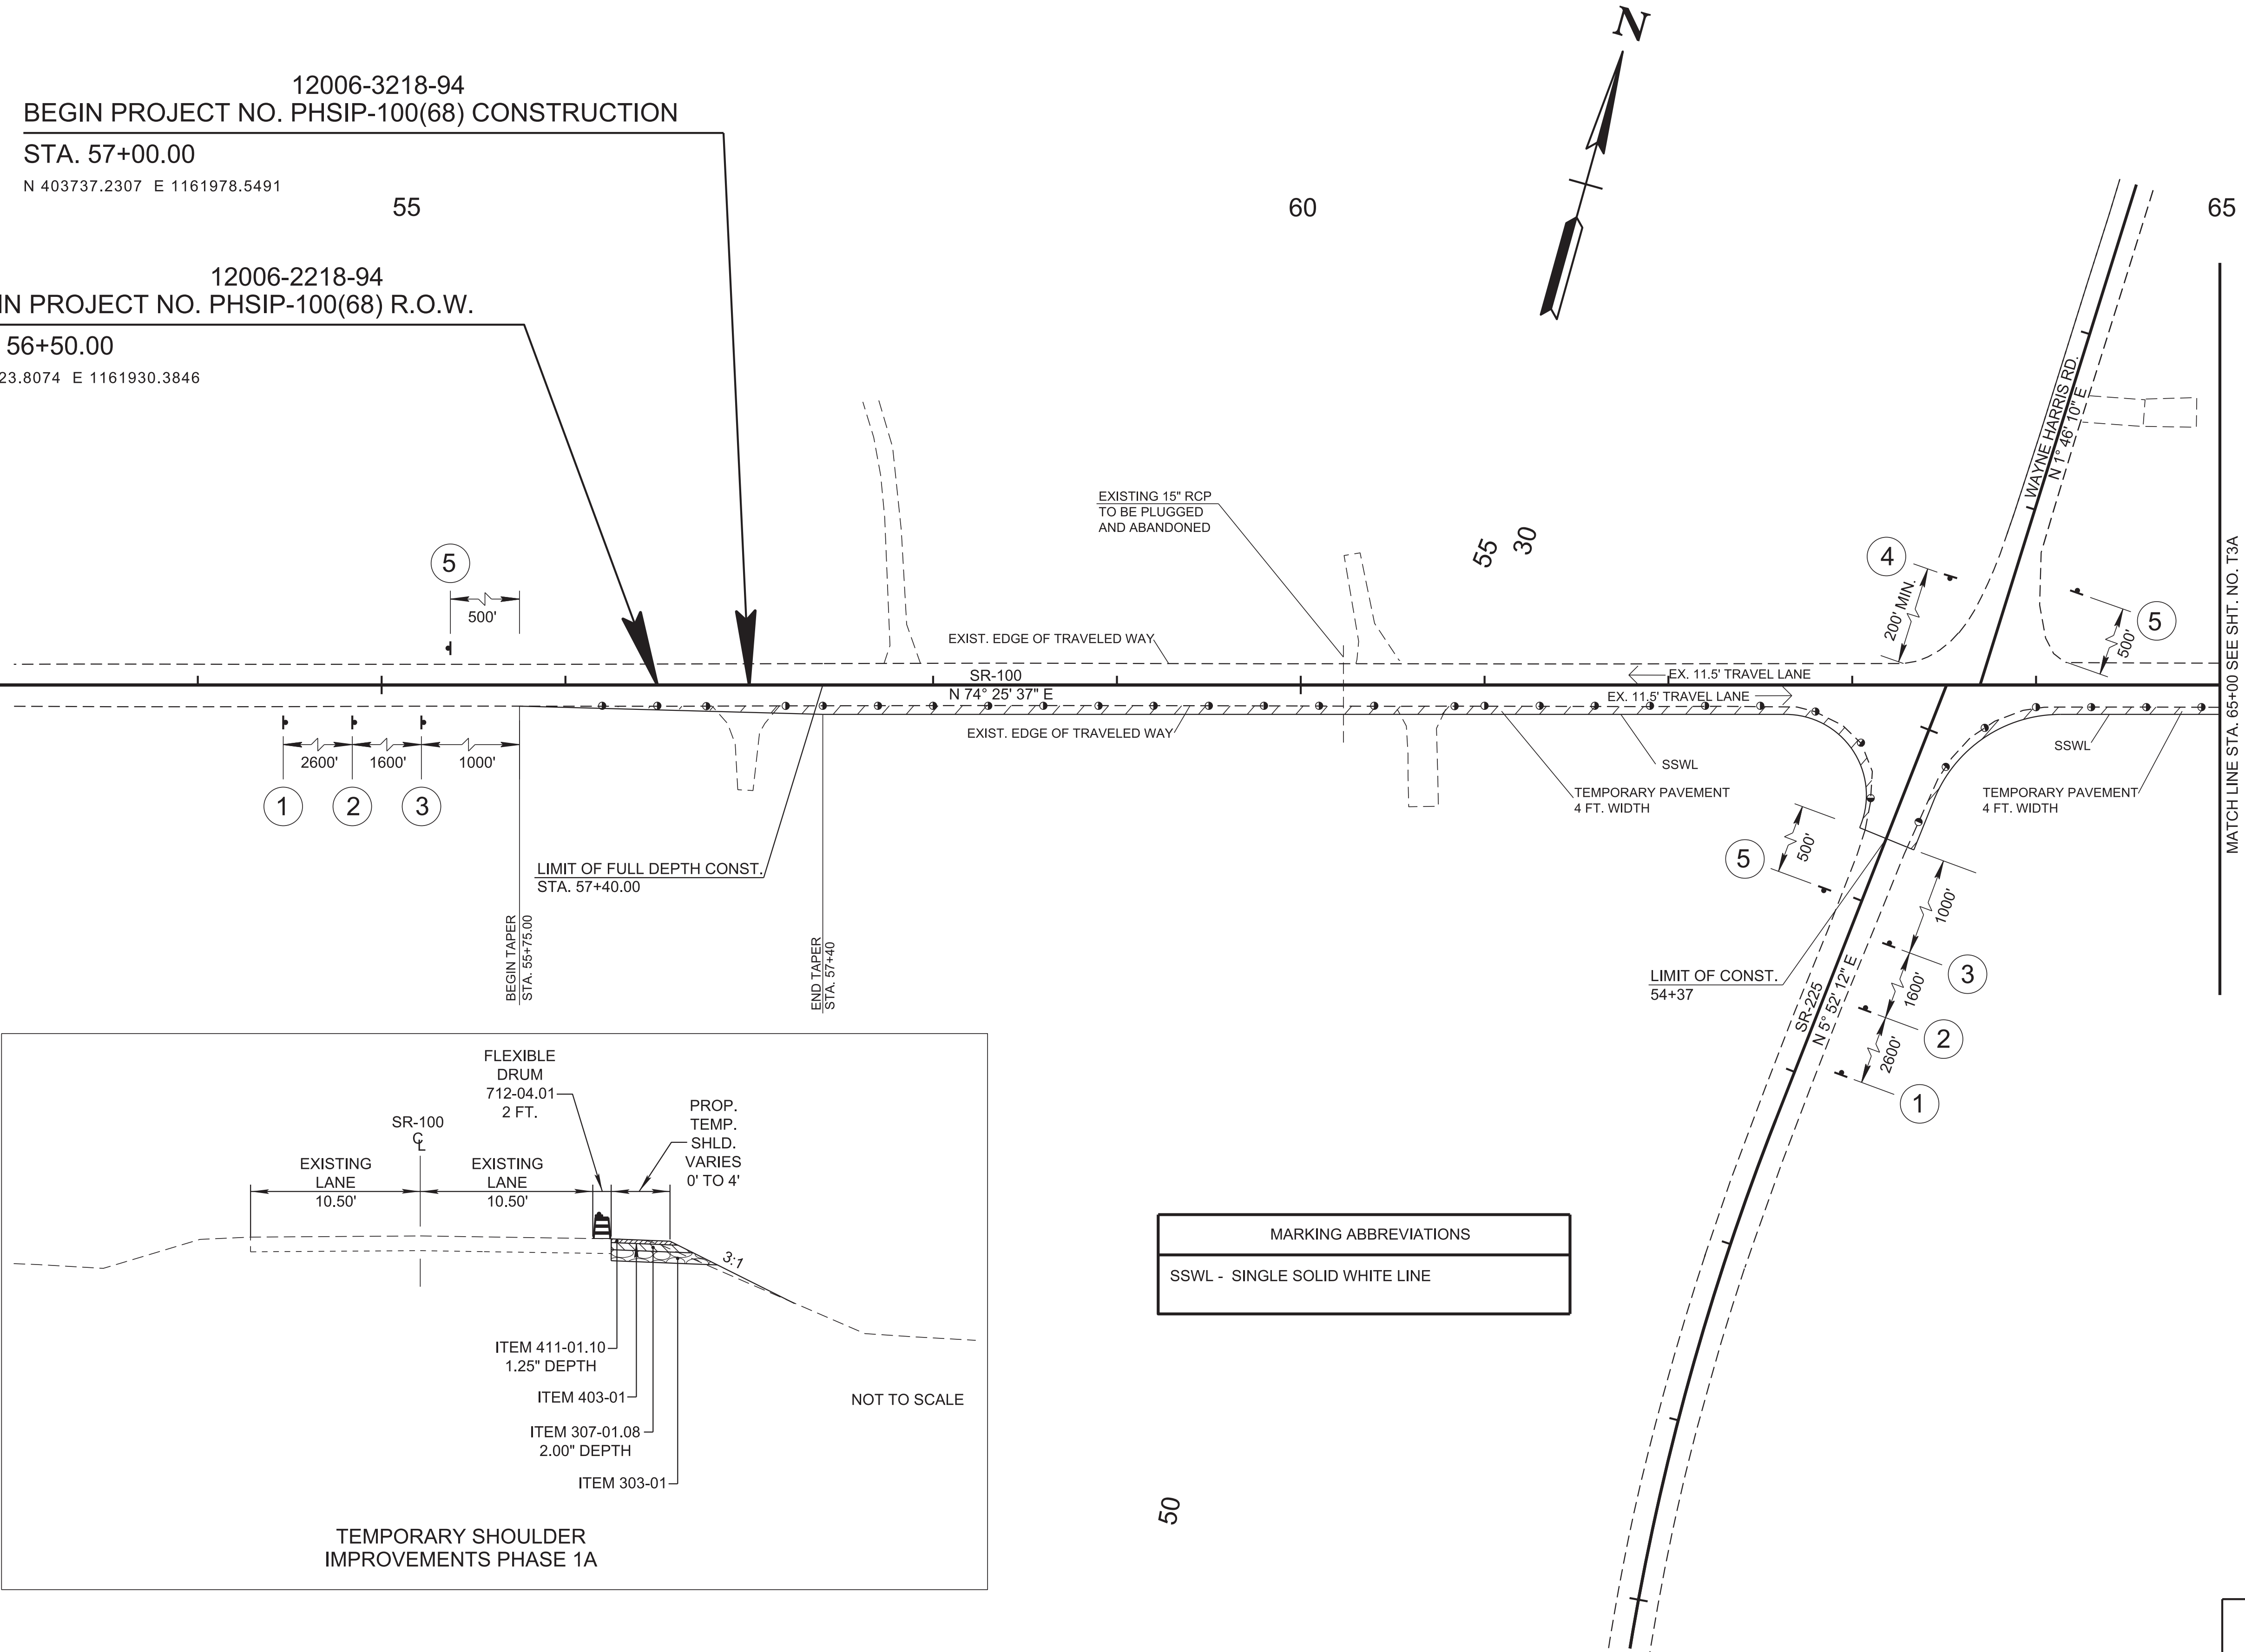 N
12006-3218-94
BEGIN PROJECT NO. PHSIP-100(68) CONSTRUCTION
STA. 57+00.00
N 403737.2307 E 1161978.5491
55
60
65
12006-2218-94
IN PROJECT NO. PHSIP-100(68) R.O.W.
56+50.00
23.8074 E 1161930.3846
EXISTING 15" RCP
TO BE PLUGGED
AND ABANDONED
55
30
WAYNE HARRIS RD.
N 1° 46' 10" E
MATCH LINE STA. 65+00 SEE SHT. NO. T3A
5
500'
4
200' MIN.
5
500'
EXIST. EDGE OF TRAVELED WAY
SR-100
N 74° 25' 37" E
EX. 11.5' TRAVEL LANE
EX. 11.5' TRAVEL LANE
EXIST. EDGE OF TRAVELED WAY
2600'
1600'
1000'
1
2
3
SSWL
TEMPORARY PAVEMENT
4 FT. WIDTH
SSWL
TEMPORARY PAVEMENT
4 FT. WIDTH
LIMIT OF FULL DEPTH CONST.
STA. 57+40.00
BEGIN TAPER
STA. 55+75.00
END TAPER
STA. 57+40
5
500'
1000'
LIMIT OF CONST.
54+37
SR-225
N 5° 52' 12" E
3
1600'
2
2600'
1
FLEXIBLE
DRUM
712-04.01
2 FT.
PROP.
TEMP.
SHLD.
VARIES
0' TO 4'
SR-100
CL
EXISTING
LANE
10.50'
EXISTING
LANE
10.50'
3:1
ITEM 411-01.10
1.25" DEPTH
ITEM 403-01
ITEM 307-01.08
2.00" DEPTH
ITEM 303-01
NOT TO SCALE
TEMPORARY SHOULDER
IMPROVEMENTS PHASE 1A
MARKING ABBREVIATIONS
SSWL - SINGLE SOLID WHITE LINE
50